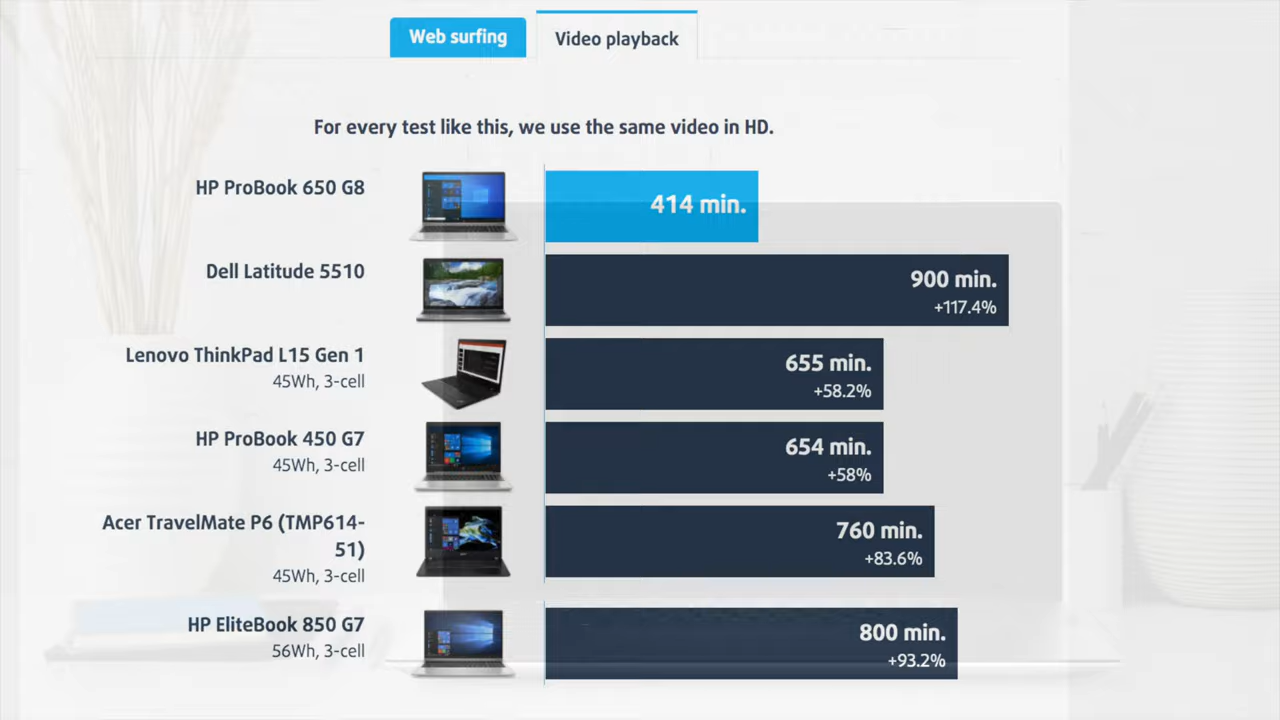 Web surfing
Video playback
For every test like this, we use the same video in HD.
HP ProBook 650 G8
414 min.
Dell Latitude 5510
900 min.
+117.4%
Lenovo ThinkPad L15 Gen 1
45Wh, 3-cell
655 min.
+58.2%
HP ProBook 450 G7
45Wh, 3-cell
654 min.
+58%
Acer TravelMate P6 (TMP614-
51)
45Wh, 3-cell
760 min.
+83.6%
HP EliteBook 850 G7
56Wh, 3-cell
800 min.
+93.2%